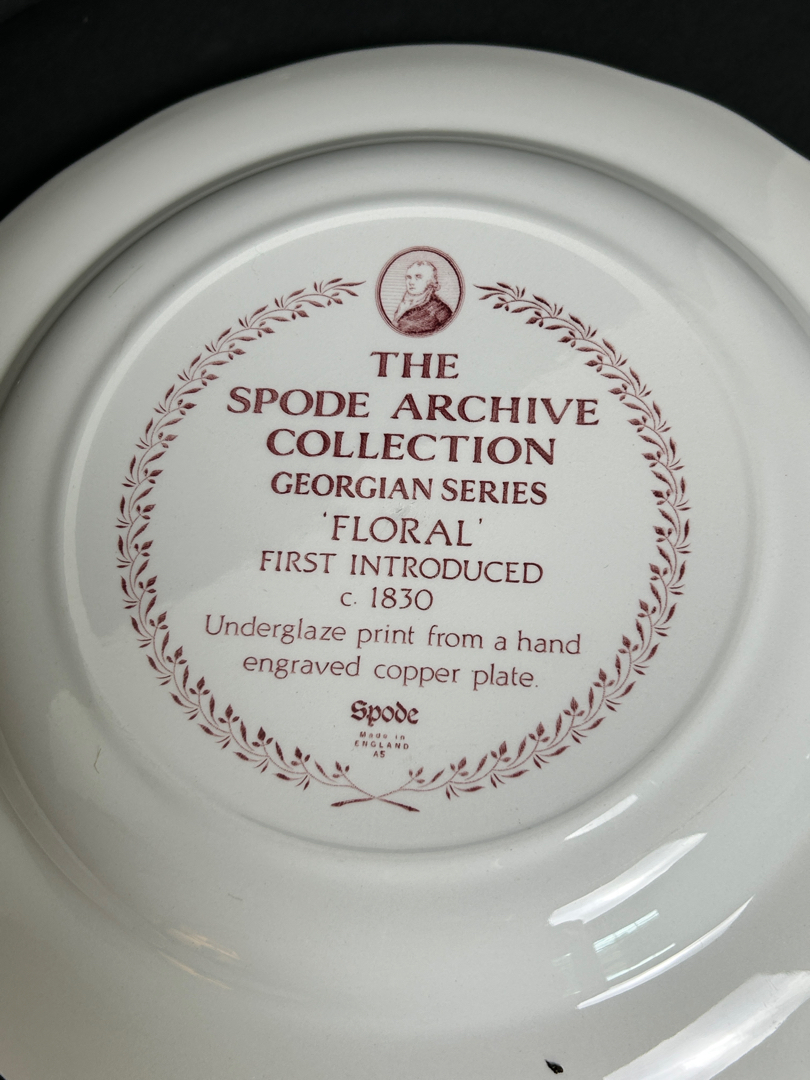 THE
SPODE ARCHIVE
COLLECTION
GEORGIAN SERIES
'FLORAL'
FIRST INTRODUCED
c. 1830
Underglaze print from a hand
engraved copper plate.
Spode
Made in
ENGLAND
A5